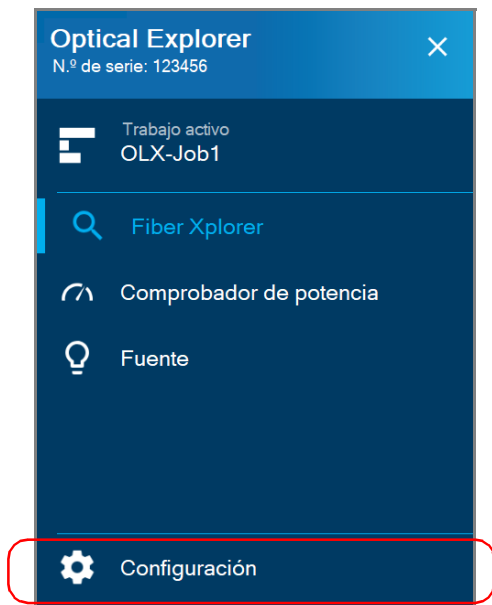 Optical Explorer
N.º de serie: 123456
Trabajo activo
OLX-Job1
Fiber Xplorer
Comprobador de potencia
Fuente
Configuración